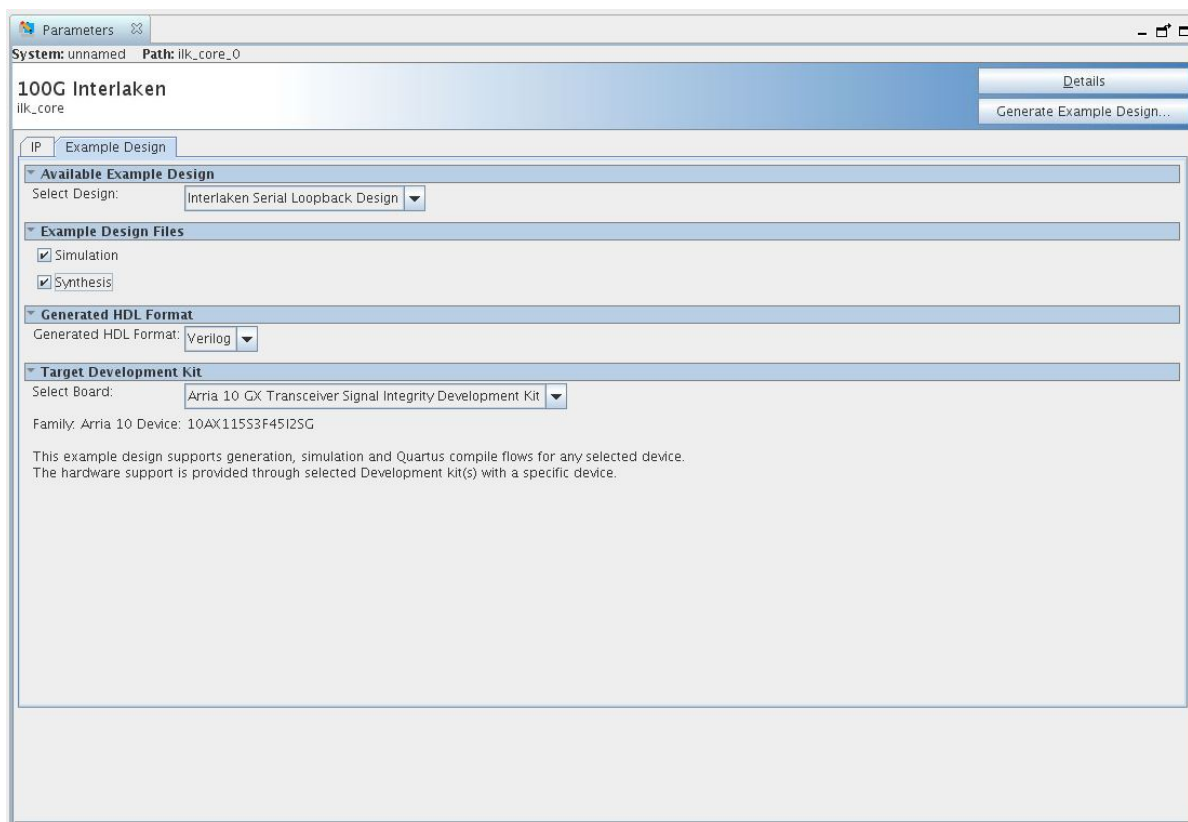 Parameters
System: unnamed Path: ilk_core_0
100G Interlaken
ilk_core
Details
Generate Example Design...
IP Example Design
Available Example Design
Select Design: Interlaken Serial Loopback Design
Example Design Files
Simulation
Synthesis
Generated HDL Format
Generated HDL Format: Verilog
Target Development Kit
Select Board: Arria 10 GX Transceiver Signal Integrity Development Kit
Family: Arria 10 Device: 10AX115S3F45I2SG
This example design supports generation, simulation and Quartus compile flows for any selected device.
The hardware support is provided through selected Development kit(s) with a specific device.